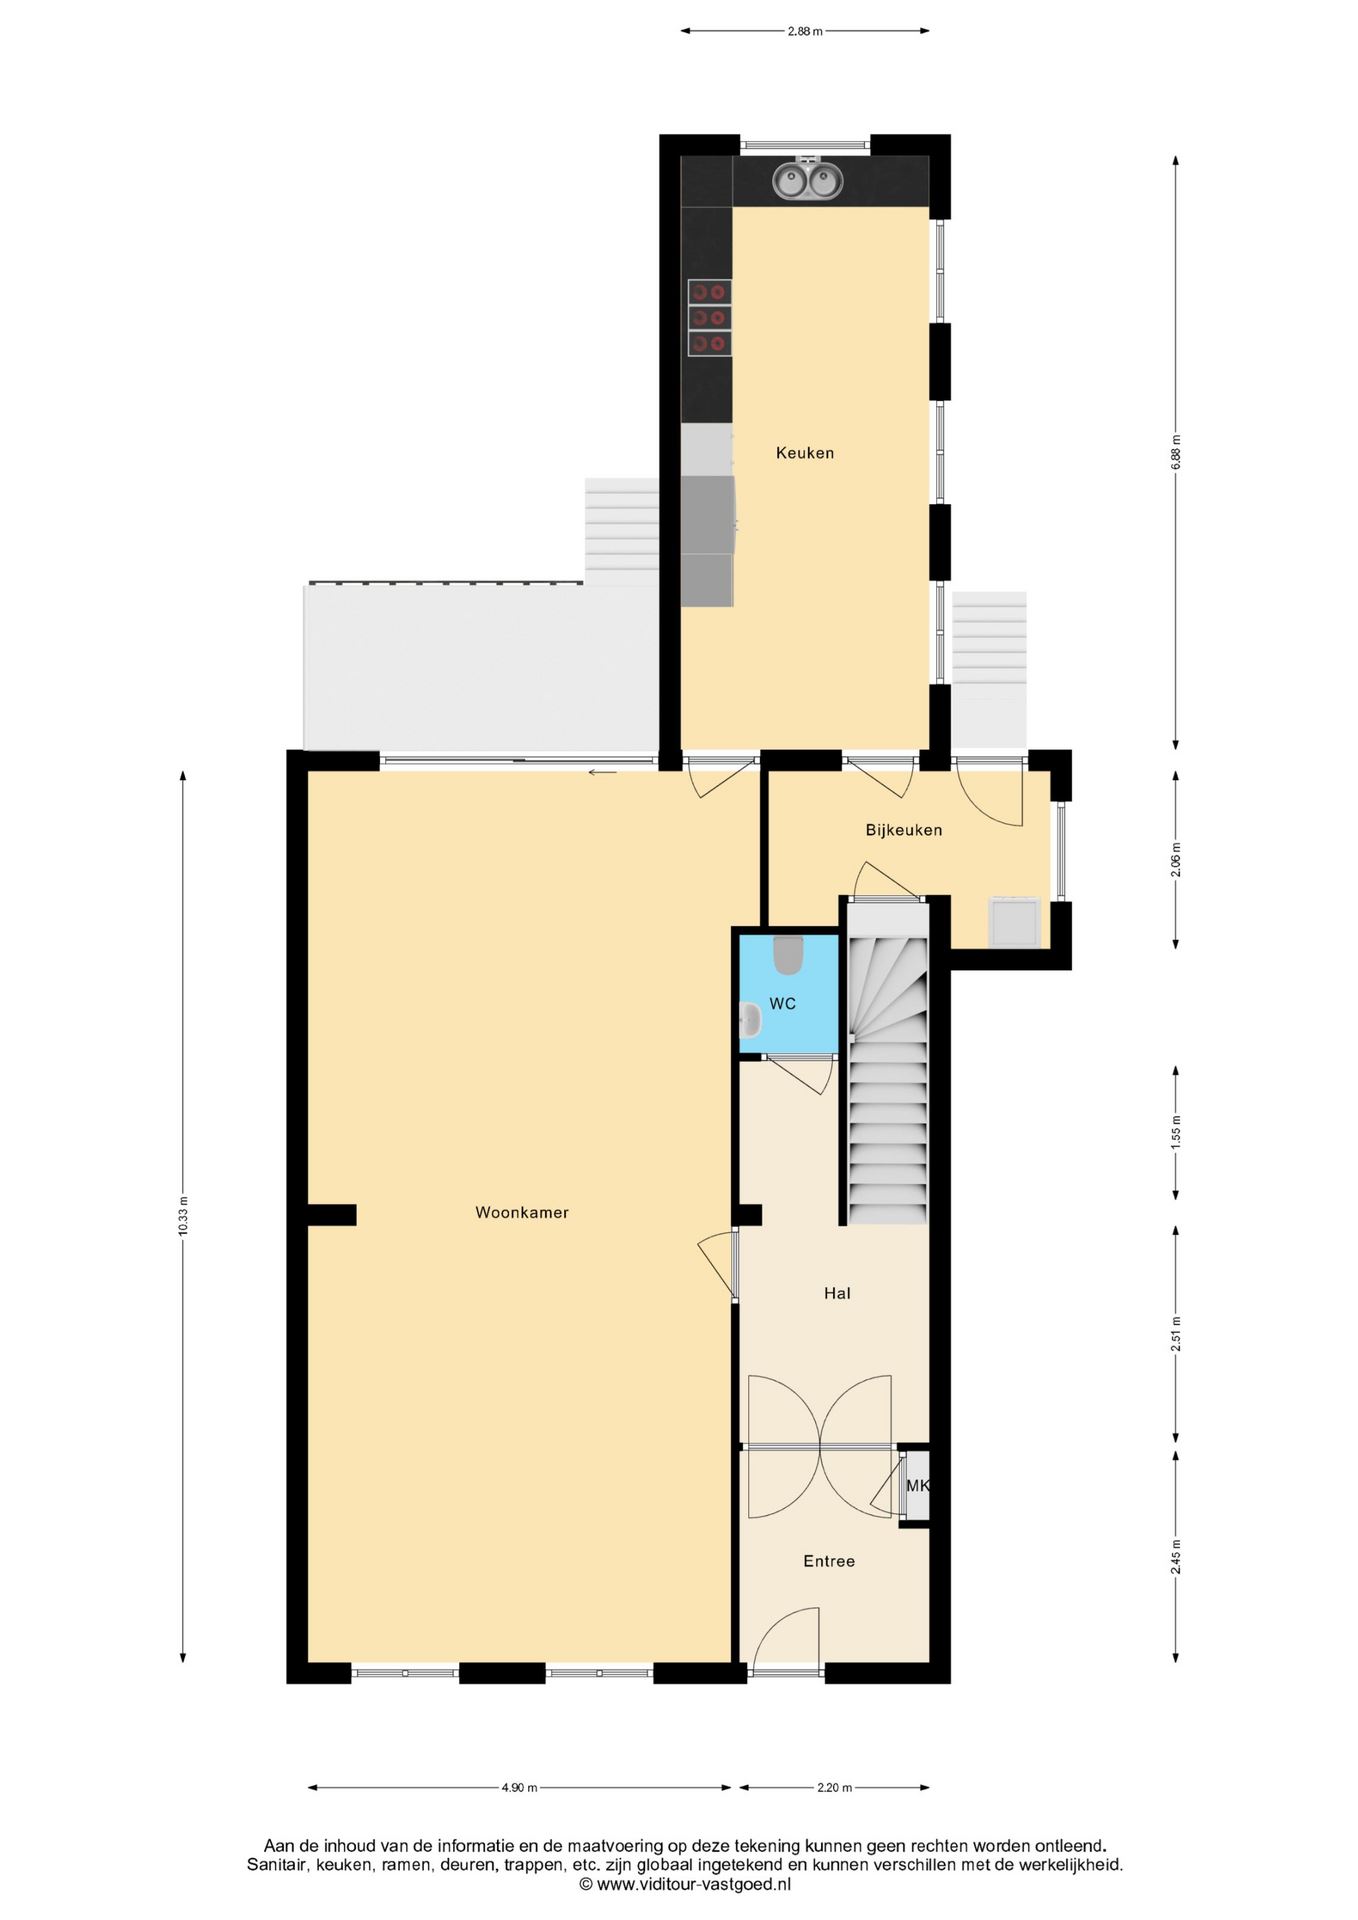 2.88 m
Keuken
6.88 m
Bijkeuken
2.06 m
WC
1.55 m
10.33 m
Woonkamer
Hal
2.51 m
MK
Entree
2.45 m
4.90 m
2.20 m
Aan de inhoud van de informatie en de maatvoering op deze tekening kunnen geen rechten worden ontleend.
Sanitair, keuken, ramen, deuren, trappen, etc. zijn globaal ingetekend en kunnen verschillen met de werkelijkheid.
© www.viditour-vastgoed.nl